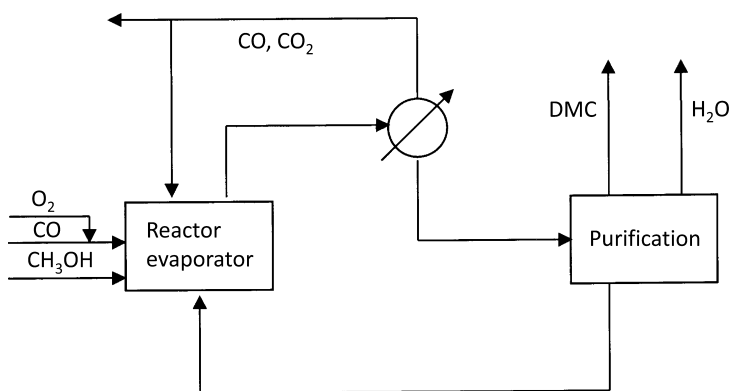 CO, CO₂
DMC
H₂O
O₂
CO
CH₃OH
Reactor
evaporator
Purification